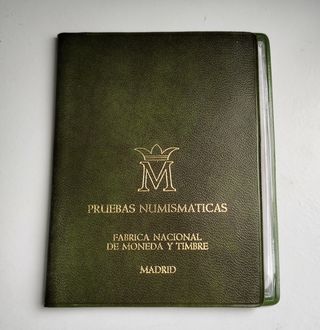 M
PRUEBAS NUMISMATICAS
FABRICA NACIONAL
DE MONEDA Y TIMBRE
MADRID